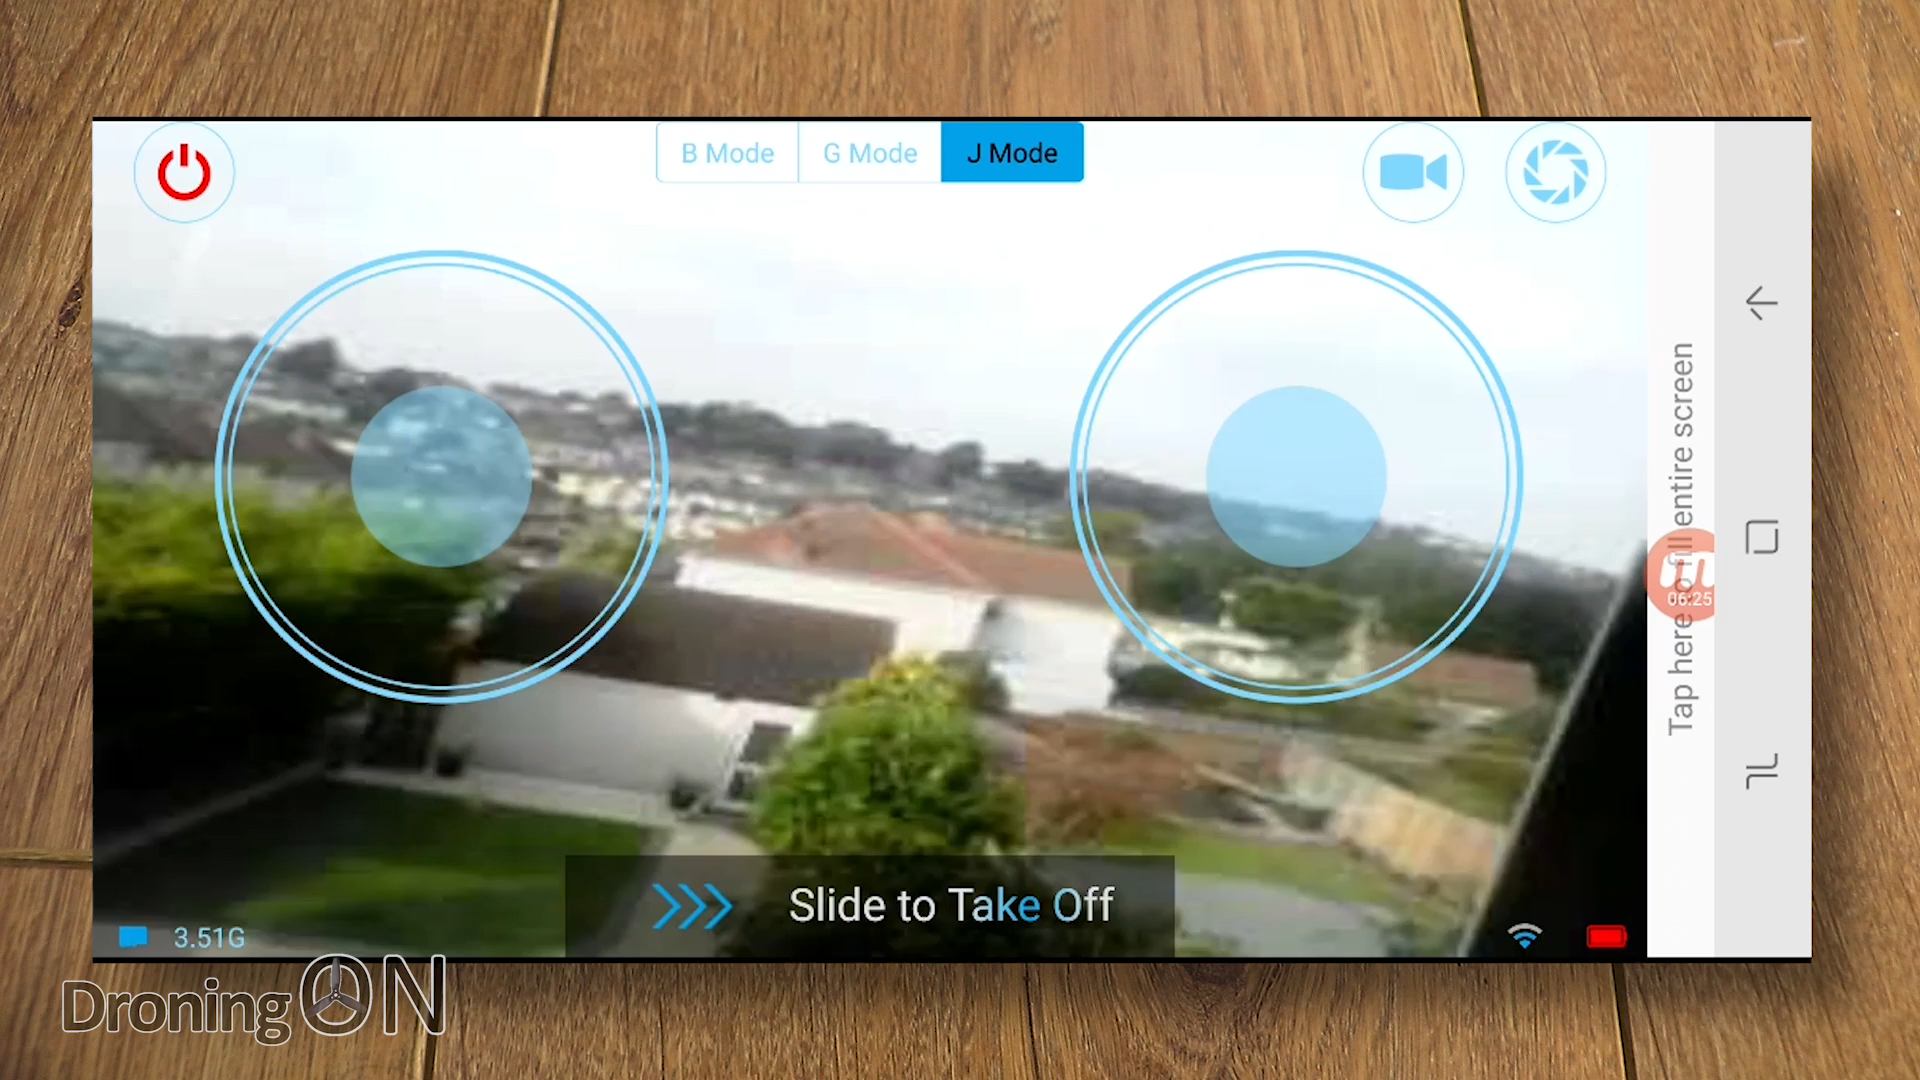 B Mode
G Mode
J Mode
Tap here to fill entire screen
m
06:25
Slide to Take Off
3.51G
DroningON